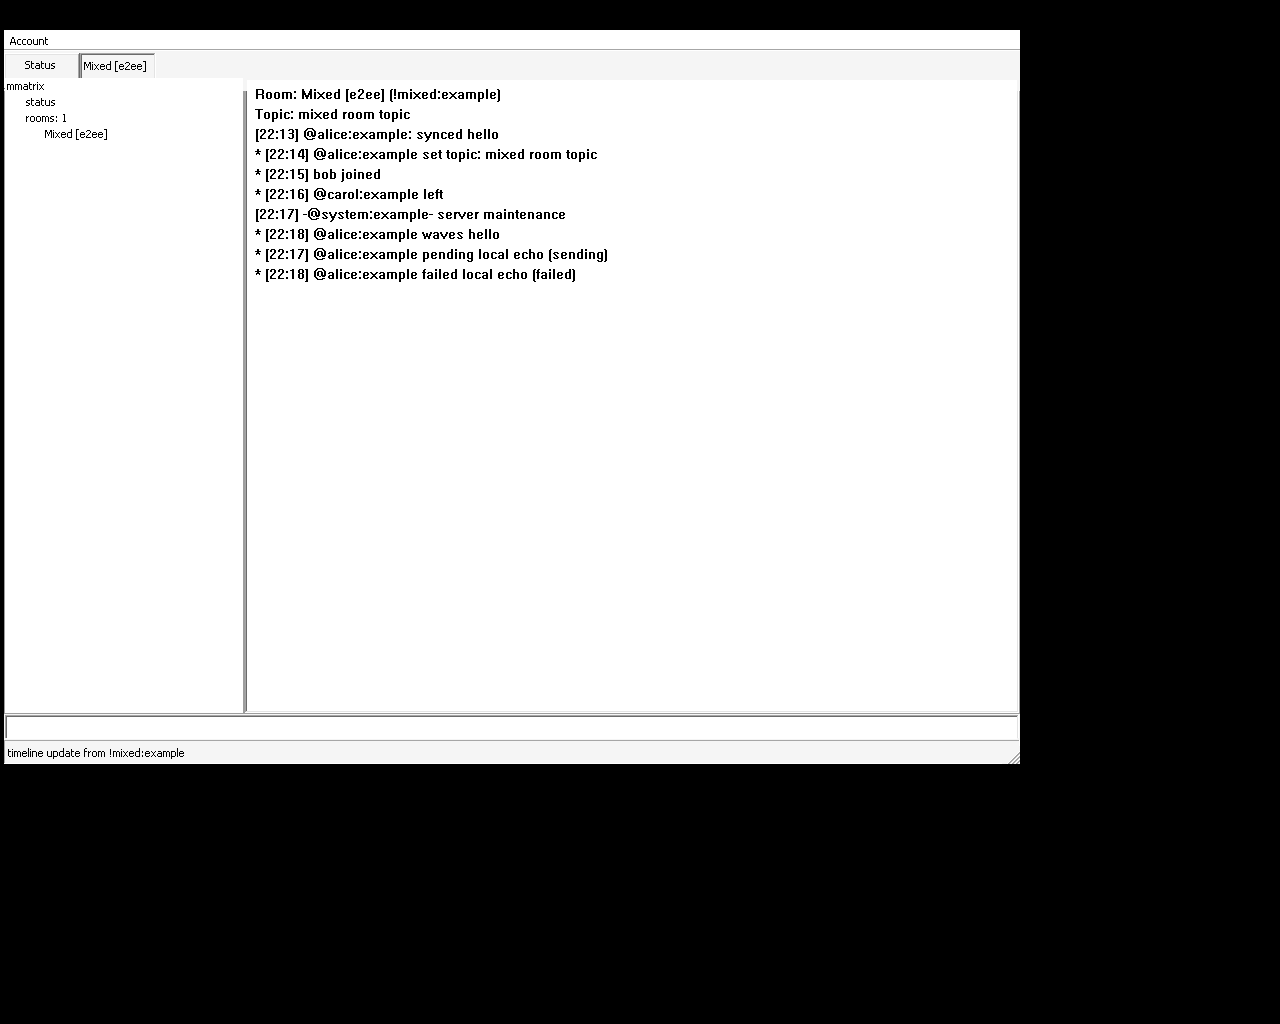 Account
Status
Mixed [e2ee]
mmatrix
status
rooms: 1
Mixed [e2ee]
Room: Mixed [e2ee] (!mixed:example)
Topic: mixed room topic
[22:13] @alice:example: synced hello
* [22:14] @alice:example set topic: mixed room topic
* [22:15] bob joined
* [22:16] @carol:example left
[22:17] -@system:example- server maintenance
* [22:18] @alice:example waves hello
* [22:17] @alice:example pending local echo (sending)
* [22:18] @alice:example failed local echo (failed)
timeline update from !mixed:example